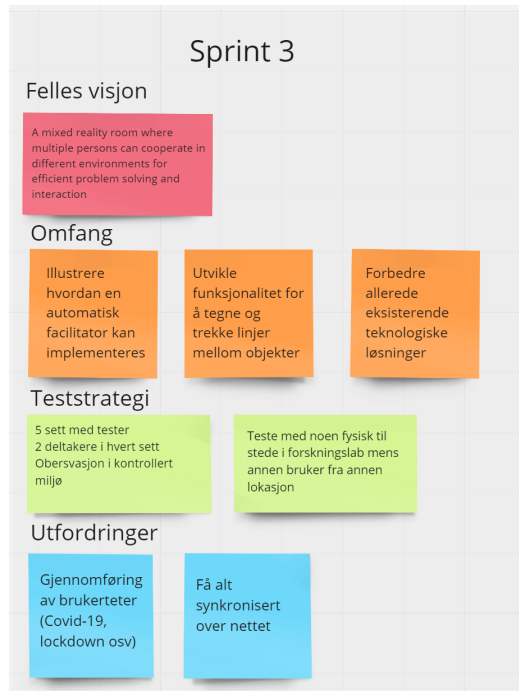 Sprint 3
Felles visjon
A mixed reality room where
multiple persons can cooperate in
different environments for
efficient problem solving and
interaction
Omfang
Illustrere
hvordan en
automatisk
facilitator kan
implementeres
Utvikle
funksjonalitet for
å tegne og
trekke linjer
mellom objekter
Forbedre
allerede
eksisterende
teknologiske
løsninger
Teststrategi
5 sett med tester
2 deltakere i hvert sett
Obersvasjon i kontrollert
miljø
Teste med noen fysisk til
stede i forskningslab mens
annen bruker fra annen
lokasjon
Utfordringer
Gjennomføring
av brukerteter
(Covid-19,
lockdown osv)
Få alt
synkronisert
over nettet